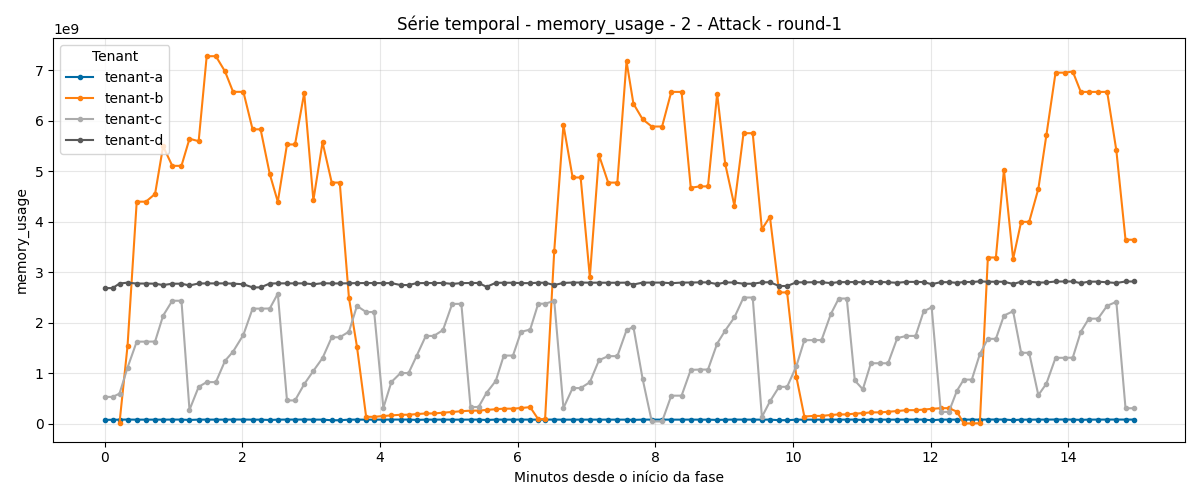 Série temporal - memory_usage - 2 - Attack - round-1
1e9
Tenant
tenant-a
tenant-b
tenant-c
tenant-d
memory_usage
7
6
5
4
3
2
1
0
0 2 4 6 8 10 12 14
Minutos desde o início da fase